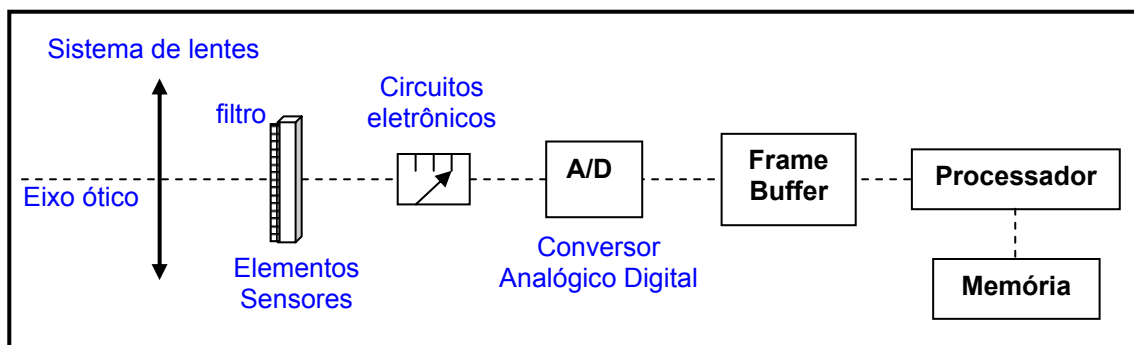 Sistema de lentes
filtro
Eixo ótico
Elementos
Sensores
Circuitos
eletrônicos
A/D
Conversor
Analógico Digital
Frame
Buffer
Processador
Memória